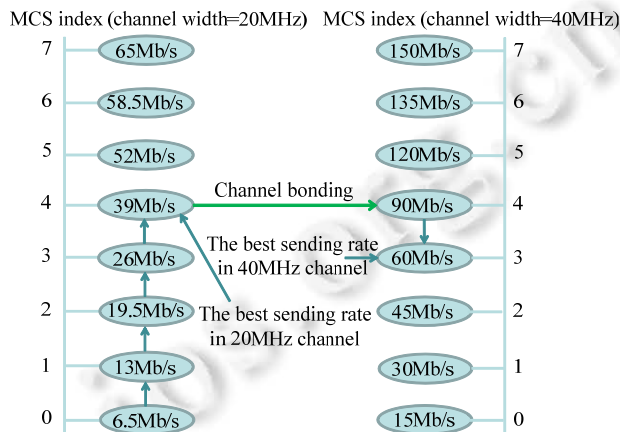 MCS index (channel width=20MHz) MCS index (channel width=40MHz)
7 65Mb/s 150Mb/s 7
6 58.5Mb/s 135Mb/s 6
5 52Mb/s 120Mb/s 5
Channel bonding
4 39Mb/s 90Mb/s 4
The best sending rate
in 40MHz channel
3 26Mb/s 60Mb/s 3
The best sending rate
in 20MHz channel
2 19.5Mb/s 45Mb/s 2
1 13Mb/s 30Mb/s 1
0 6.5Mb/s 15Mb/s 0